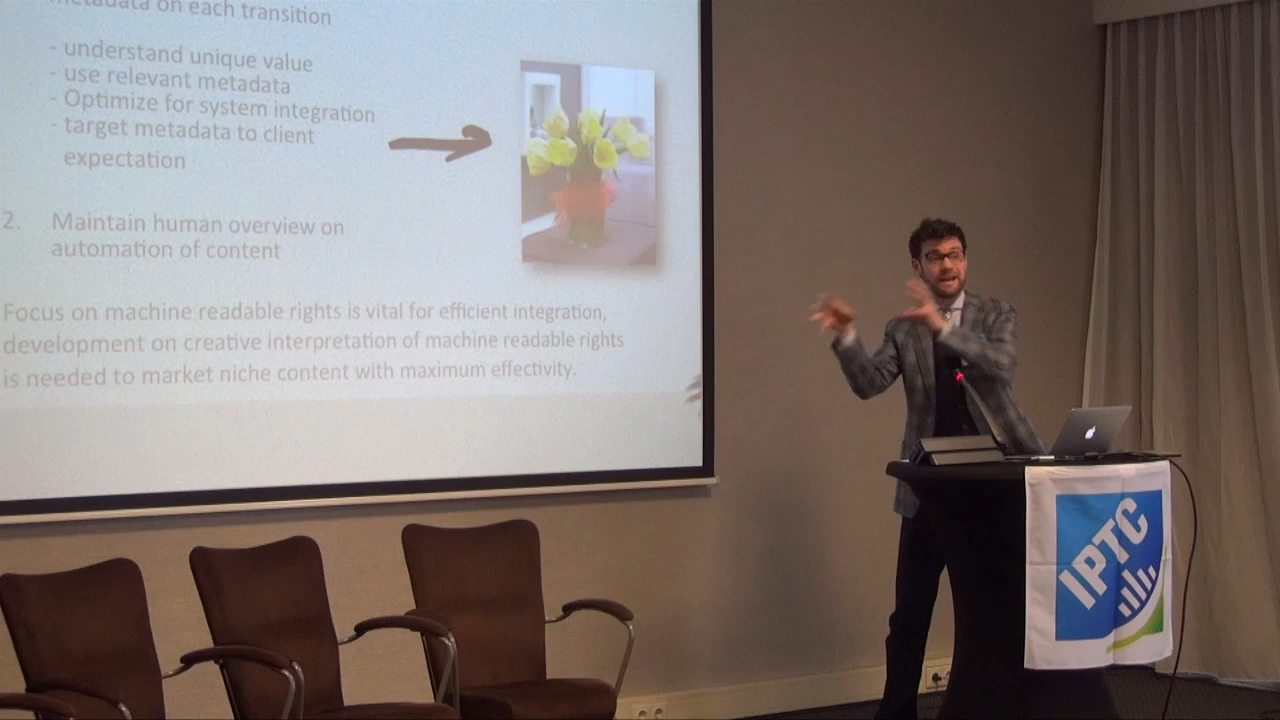 metadata on each transition
- understand unique value
- use relevant metadata
- Optimize for system integration
- target metadata to client
expectation
2. Maintain human overview on
automation of content
Focus on machine readable rights is vital for efficient integration,
development on creative interpretation of machine readable rights
is needed to market niche content with maximum effectivity.
IPTC